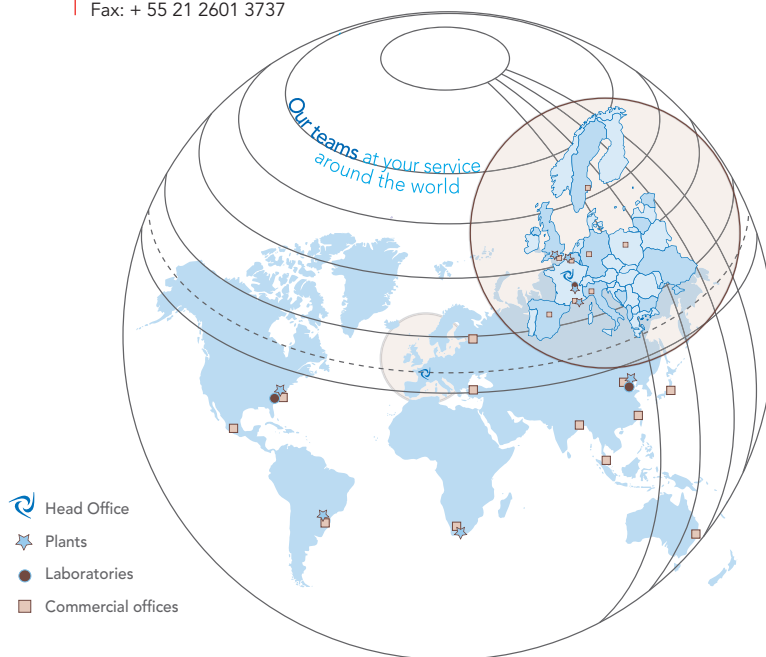 Fax: + 55 21 2601 3737
Our teams at your service
around the world
Head Office
Plants
Laboratories
Commercial offices